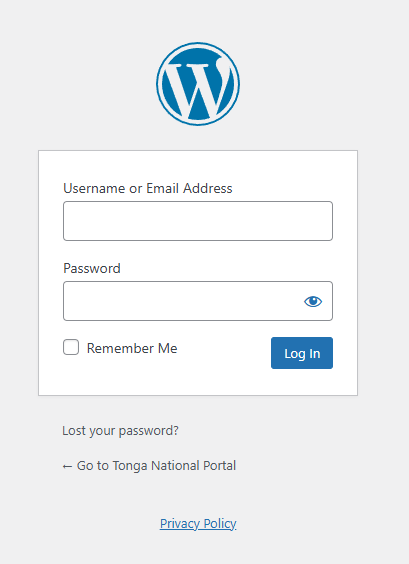 Username or Email Address
Password
Remember Me
Log In
Lost your password?
← Go to Tonga National Portal
Privacy Policy